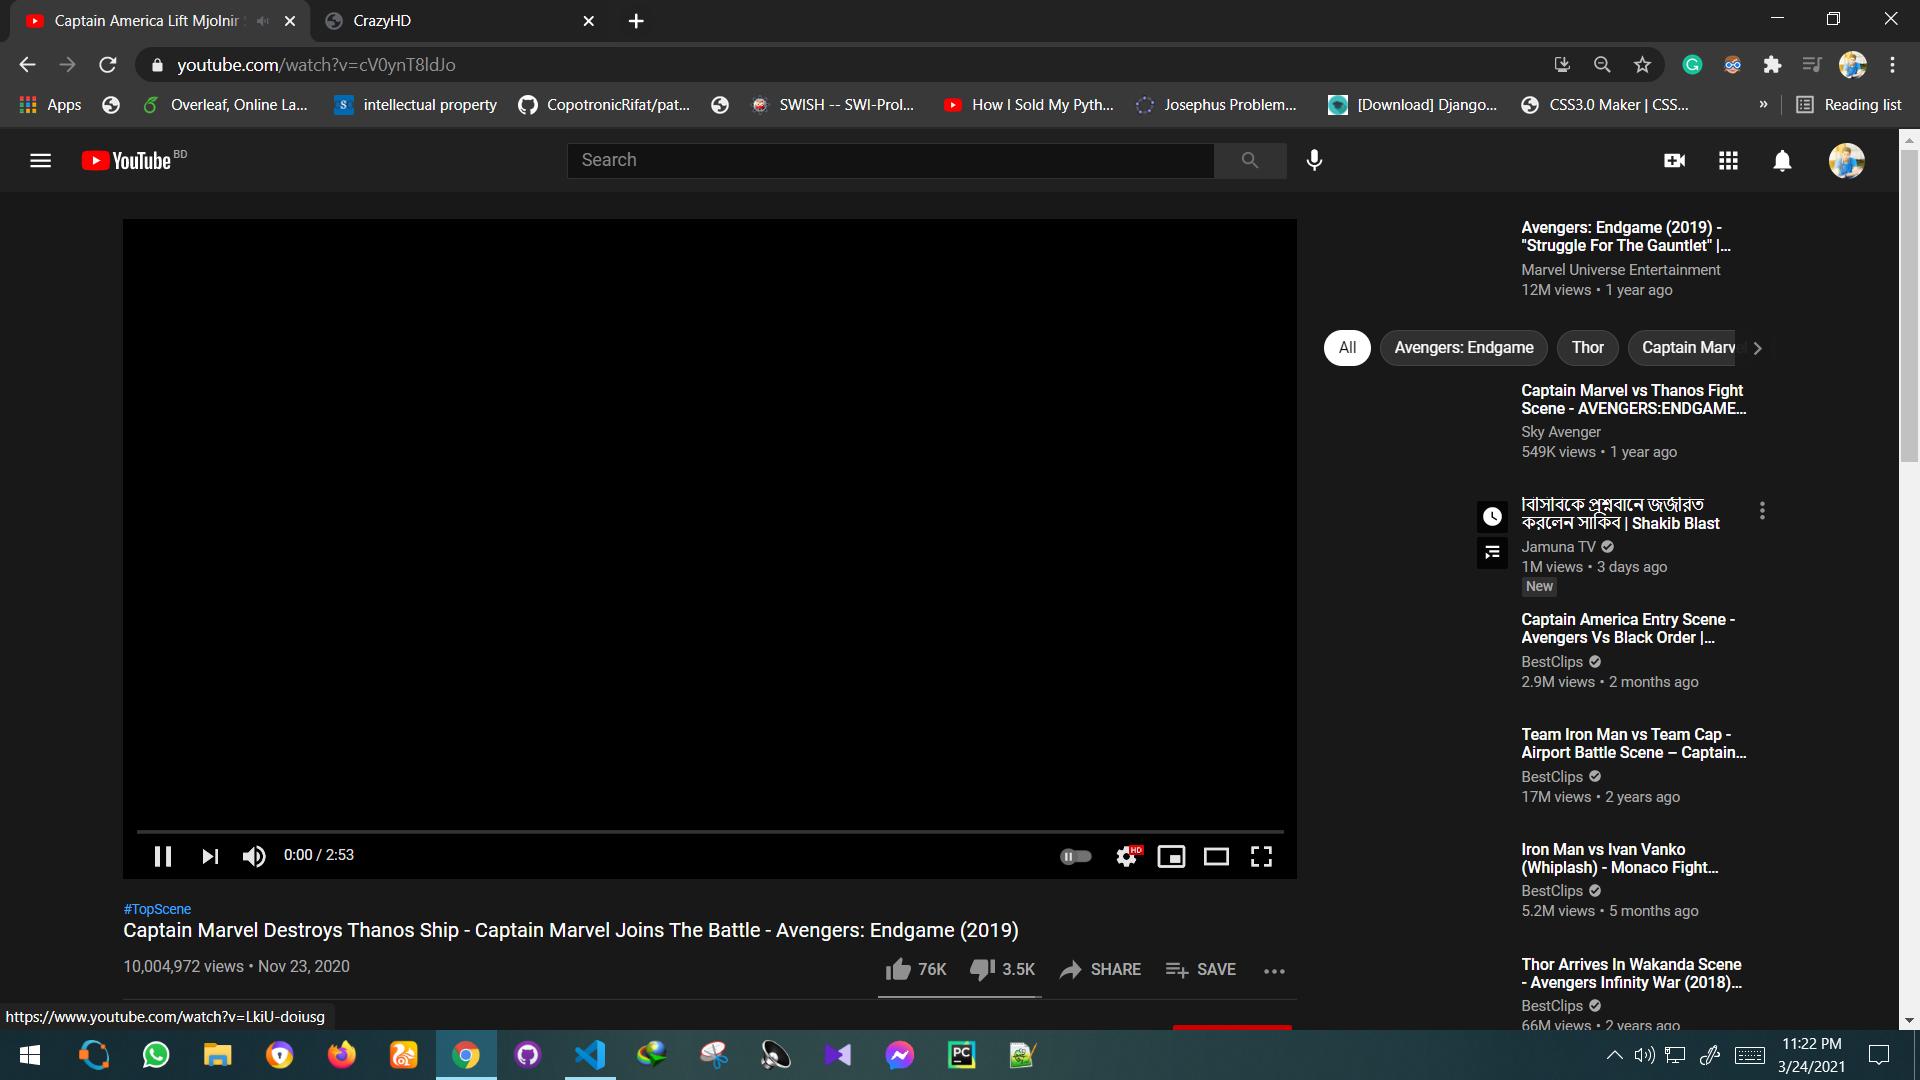 Captain America Lift Mjolnir
CrazyHD
youtube.com/watch?v=cV0ynT8ldJo
Apps
Overleaf, Online La...
intellectual property
CopotronicRifat/pat...
SWISH -- SWI-Prol...
How I Sold My Pyth...
Josephus Problem...
[Download] Django...
CSS3.0 Maker | CSS...
»
Reading list
YouTube BD
Search
Avengers: Endgame (2019) -
"Struggle For The Gauntlet" |...
Marvel Universe Entertainment
12M views • 1 year ago
All
Avengers: Endgame
Thor
Captain Marv
Captain Marvel vs Thanos Fight
Scene - AVENGERS:ENDGAME...
Sky Avenger
549K views • 1 year ago
বিসিবিকে প্রশ্নবানে জর্জরিত
করলেন সাকিব | Shakib Blast
Jamuna TV
1M views • 3 days ago
New
Captain America Entry Scene -
Avengers Vs Black Order |...
BestClips
2.9M views • 2 months ago
Team Iron Man vs Team Cap -
Airport Battle Scene – Captain...
BestClips
17M views • 2 years ago
Iron Man vs Ivan Vanko
(Whiplash) - Monaco Fight...
BestClips
5.2M views • 5 months ago
Thor Arrives In Wakanda Scene
- Avengers Infinity War (2018)...
BestClips
66M views • 2 years ago
0:00 / 2:53
HD
#TopScene
Captain Marvel Destroys Thanos Ship - Captain Marvel Joins The Battle - Avengers: Endgame (2019)
10,004,972 views • Nov 23, 2020
76K
3.5K
SHARE
SAVE
https://www.youtube.com/watch?v=LkiU-doiusg
PC
11:22 PM
3/24/2021